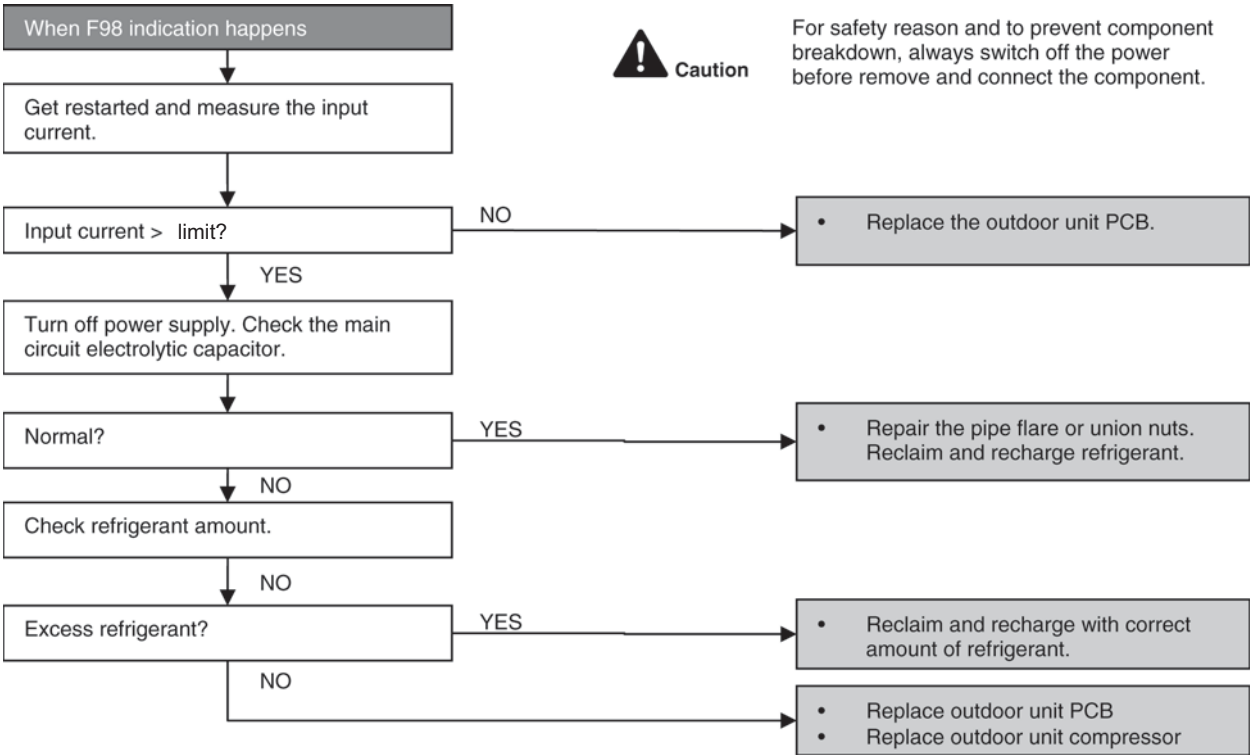 When F98 indication happens
Caution
For safety reason and to prevent component
breakdown, always switch off the power
before remove and connect the component.
Get restarted and measure the input
current.
Input current > limit?
NO
• Replace the outdoor unit PCB.
YES
Turn off power supply. Check the main
circuit electrolytic capacitor.
Normal?
YES
• Repair the pipe flare or union nuts.
Reclaim and recharge refrigerant.
NO
Check refrigerant amount.
NO
Excess refrigerant?
YES
• Reclaim and recharge with correct
amount of refrigerant.
NO
• Replace outdoor unit PCB
• Replace outdoor unit compressor